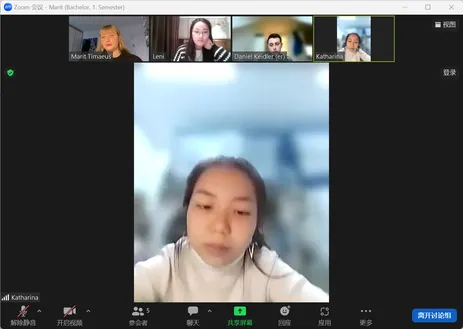 Zoom 会议 - Marit (Bachelor, 1. Semester)
视图
Marit Timaeus
Leni
Daniel Keidler (er)
Katharina
登录
Katharina
解除静音
开启视频
5
参会者
聊天
共享屏幕
回应
应用
更多
离开讨论组